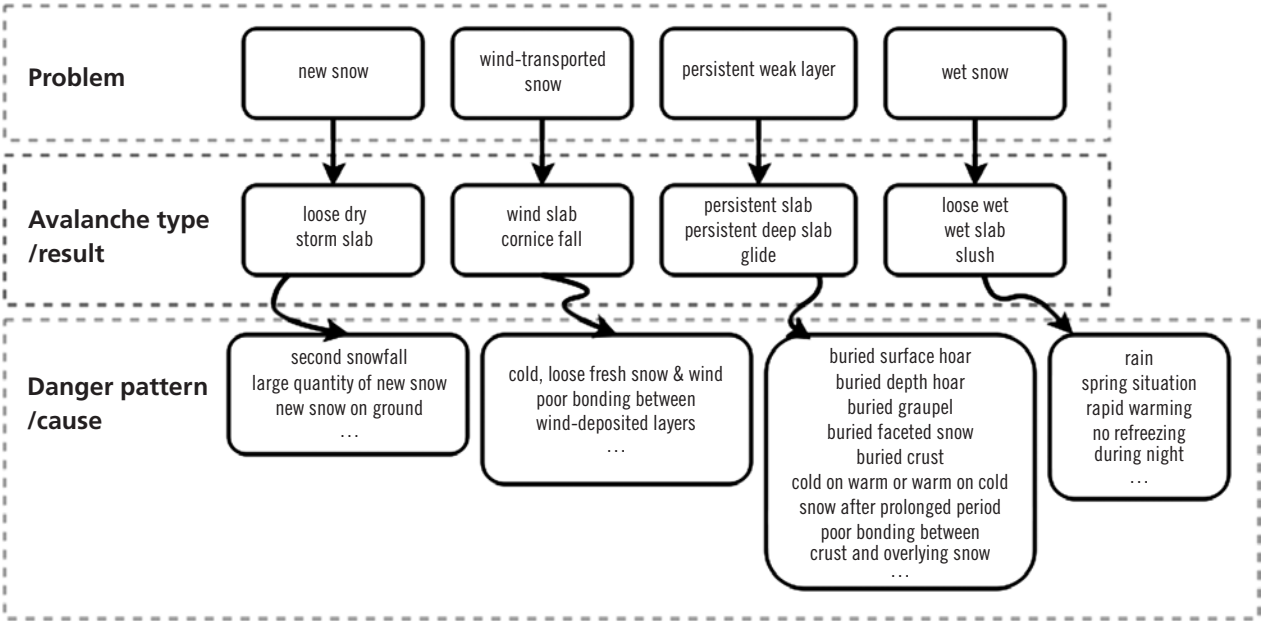 Problem
new snow
wind-transported
snow
persistent weak layer
wet snow
Avalanche type
/result
loose dry
storm slab
wind slab
cornice fall
persistent slab
persistent deep slab
glide
loose wet
wet slab
slush
Danger pattern
/cause
second snowfall
large quantity of new snow
new snow on ground
...
cold, loose fresh snow & wind
poor bonding between
wind-deposited layers
...
buried surface hoar
buried depth hoar
buried graupel
buried faceted snow
buried crust
cold on warm or warm on cold
snow after prolonged period
poor bonding between
crust and overlying snow
...
rain
spring situation
rapid warming
no refreezing
during night
...